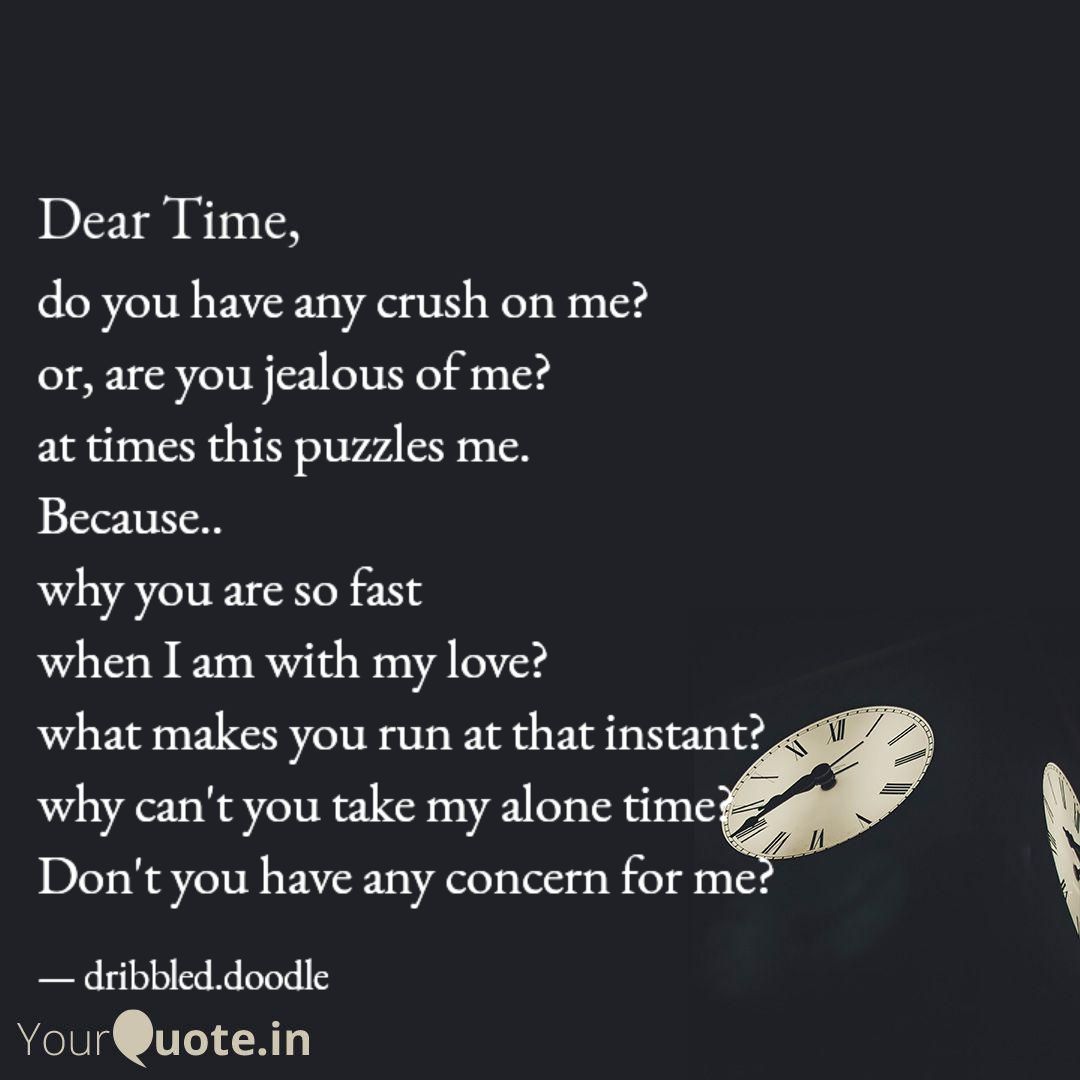 Dear Time,
do you have any crush on me?
or, are you jealous of me?
at times this puzzles me.
Because..
why you are so fast
when I am with my love?
what makes you run at that instant?
why can't you take my alone time?
Don't you have any concern for me?
— dribbled.doodle
YourQuote.in